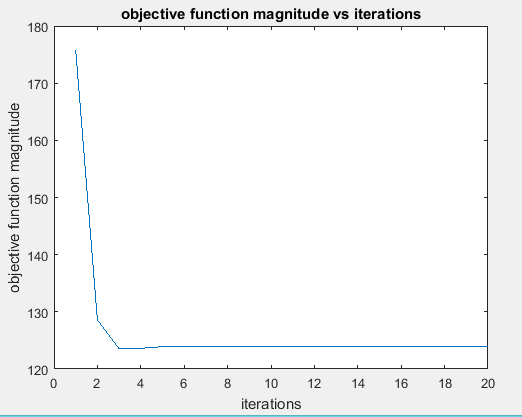 objective function magnitude vs iterations
180
170
160
150
140
130
120
objective function magnitude
0 2 4 6 8 10 12 14 16 18 20
iterations